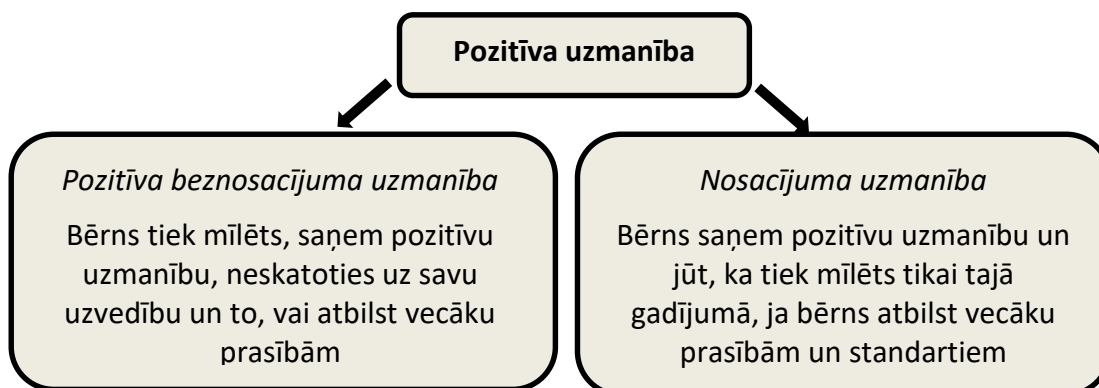 Pozitīva uzmanība
Pozitīva beznosacījuma uzmanība
Bērns tiek mīlēts, saņem pozitīvu
uzmanību, neskatoties uz savu
uzvedību un to, vai atbilst vecāku
prasībām
Nosacījuma uzmanība
Bērns saņem pozitīvu uzmanību un
jūt, ka tiek mīlēts tikai tajā
gadījumā, ja bērns atbilst vecāku
prasībām un standartiem